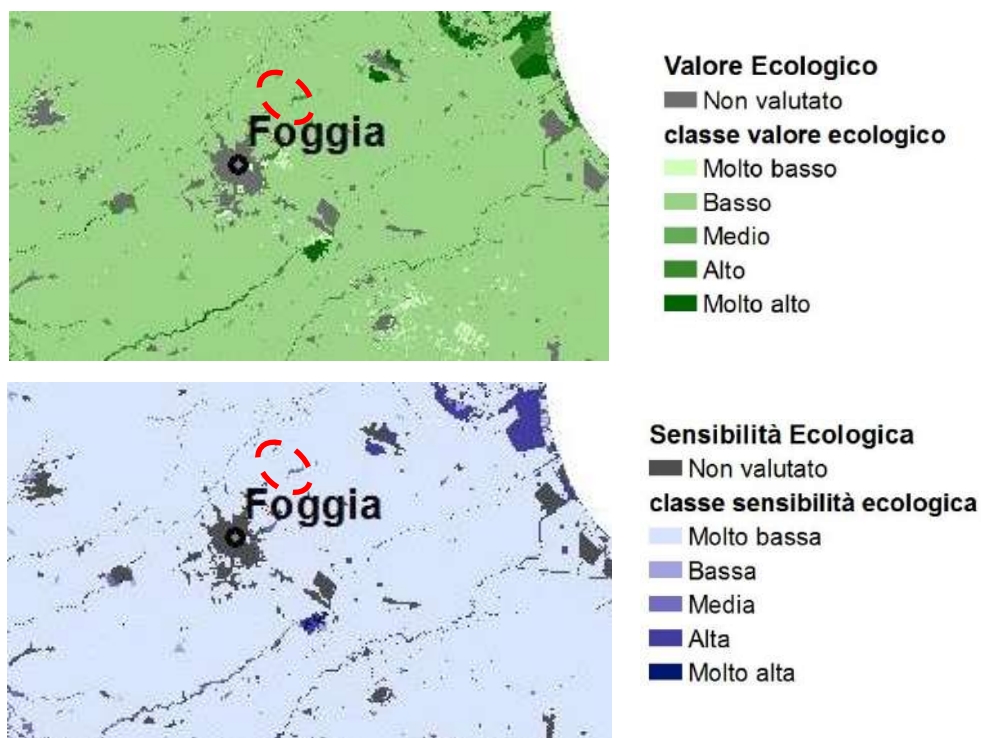 Foggia
Valore Ecologico
Non valutato
classe valore ecologico
Molto basso
Basso
Medio
Alto
Molto alto
Foggia
Sensibilità Ecologica
Non valutato
classe sensibilità ecologica
Molto bassa
Bassa
Media
Alta
Molto alta